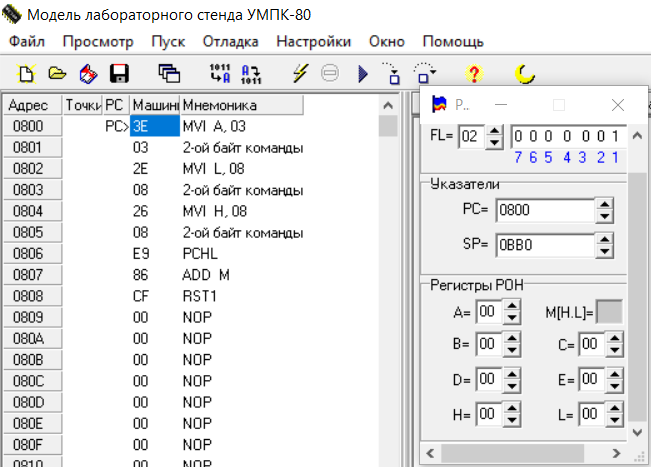 Модель лабораторного стенда УМПК-80
Файл Просмотр Пуск Отладка Настройки Окно Помощь
Адрес Точки PC Машин Мнемоника
0800 PC> 3E MVI A, 03
0801 03 2-ой байт команды
0802 2E MVI L, 08
0803 08 2-ой байт команды
0804 26 MVI H, 08
0805 08 2-ой байт команды
0806 E9 PCHL
0807 86 ADD M
0808 CF RST1
0809 00 NOP
080A 00 NOP
080B 00 NOP
080C 00 NOP
080D 00 NOP
080E 00 NOP
080F 00 NOP
0810 00 NOP
Р..
FL= 02 0 0 0 0 0 0 1
7 6 5 4 3 2 1
Указатели
PC= 0800
SP= 0BB0
Регистры РОН
A= 00 M[H.L]=
B= 00 C= 00
D= 00 E= 00
H= 00 L= 00